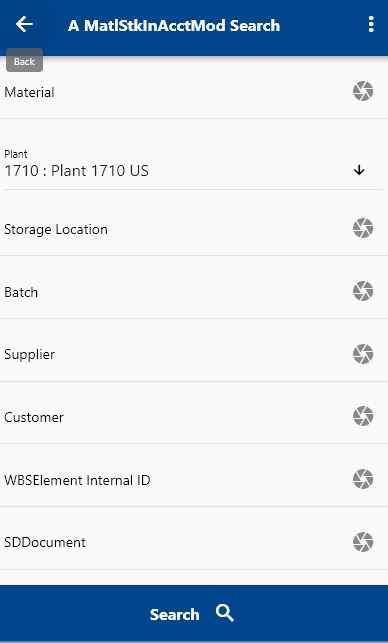 A MatlStkInAcctMod Search
Back
Material
Plant
1710 : Plant 1710 US
Storage Location
Batch
Supplier
Customer
WBSElement Internal ID
SDDocument
Search